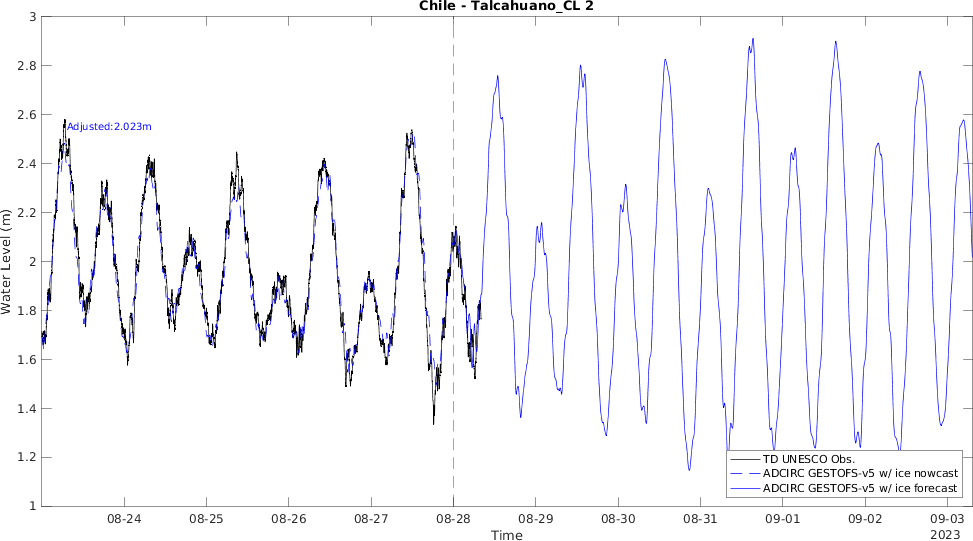 Chile - Talcahuano_CL 2
Adjusted:2.023m
Water Level (m)
3
2.8
2.6
2.4
2.2
2
1.8
1.6
1.4
1.2
1
TD UNESCO Obs.
ADCIRC GESTOFS-v5 w/ ice nowcast
ADCIRC GESTOFS-v5 w/ ice forecast
08-24 08-25 08-26 08-27 08-28 08-29 08-30 08-31 09-01 09-02 09-03
2023
Time